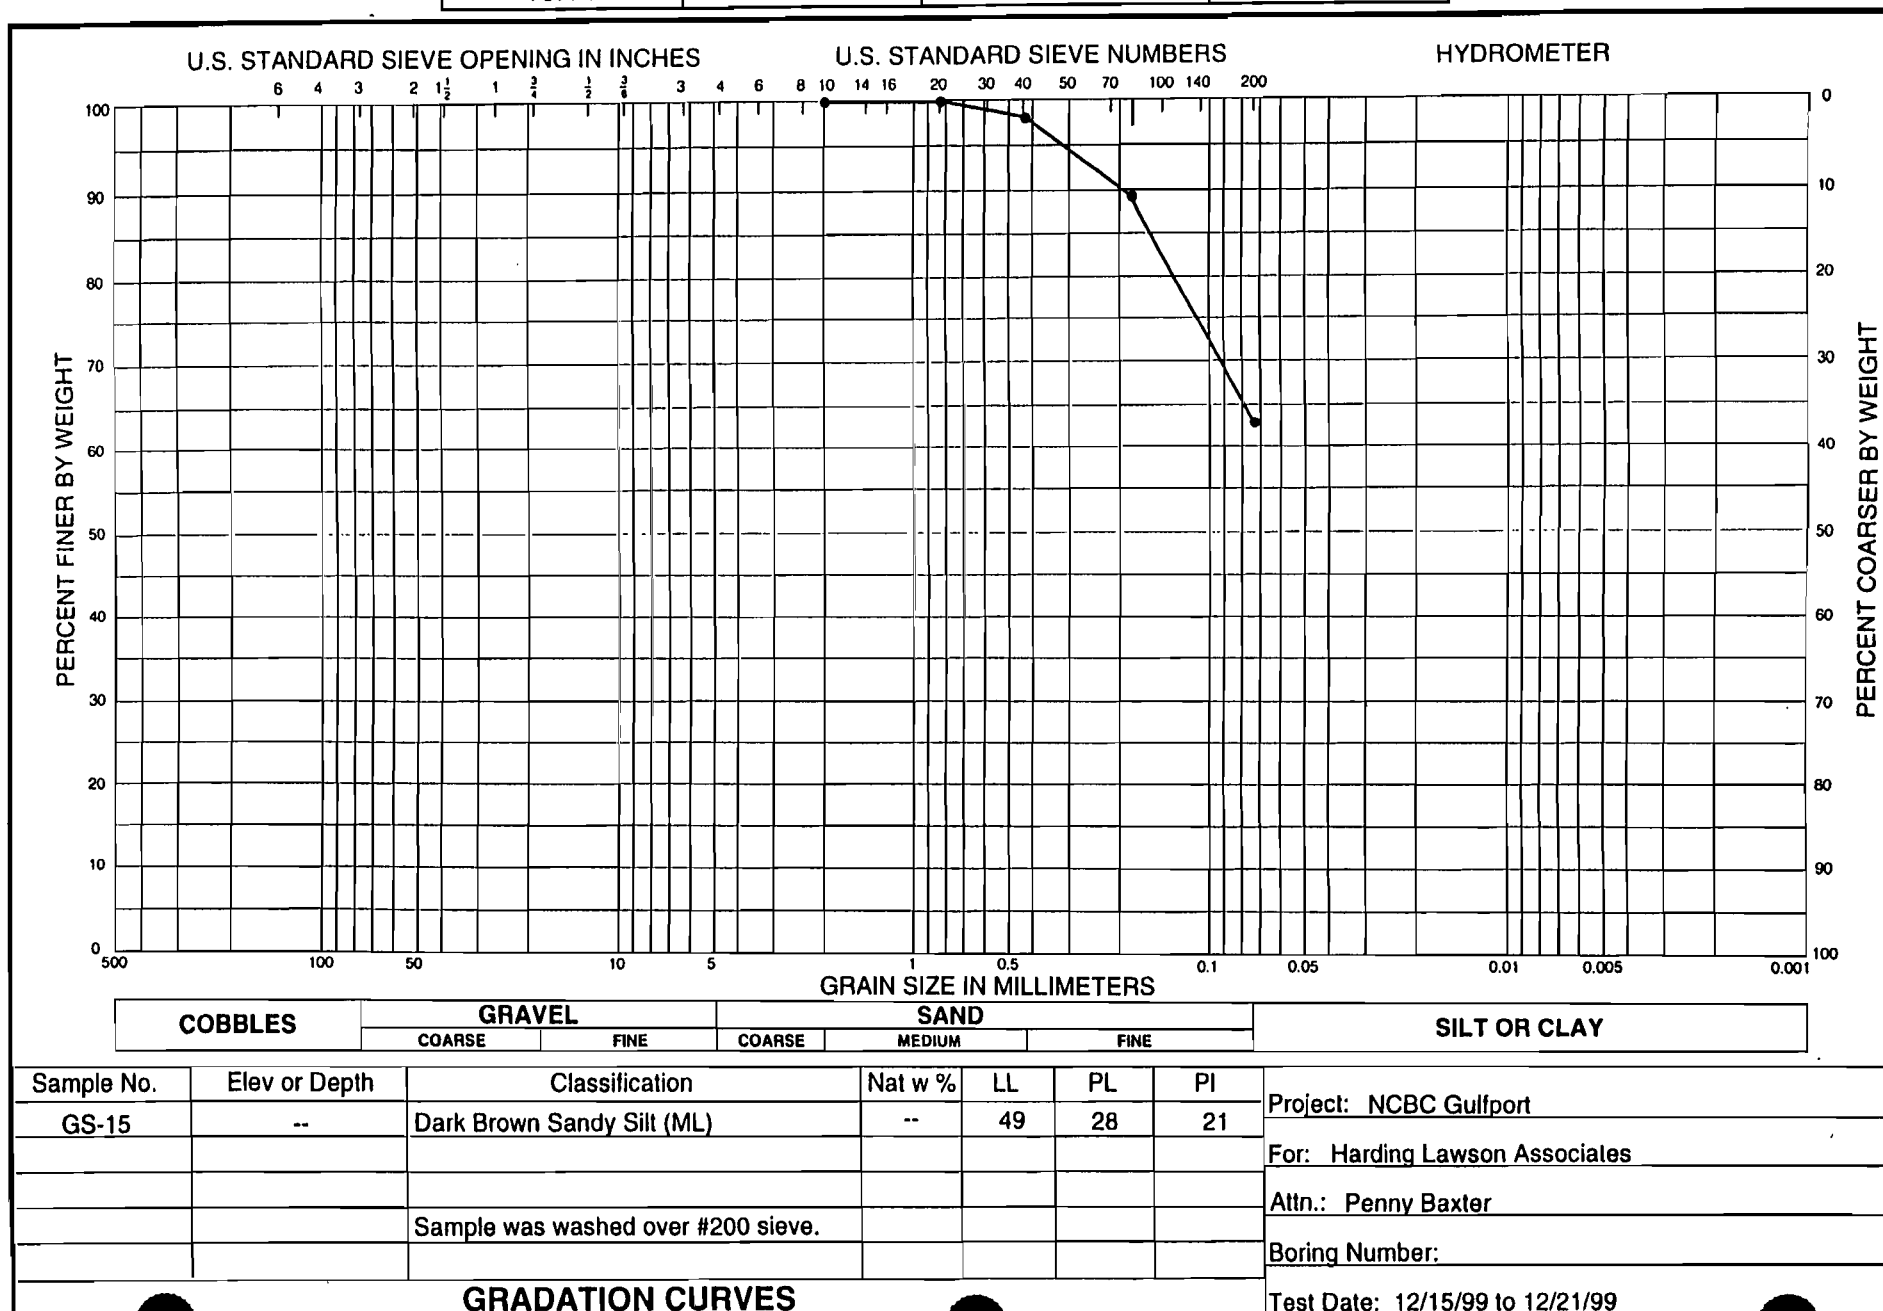 U.S. STANDARD SIEVE OPENING IN INCHES U.S. STANDARD SIEVE NUMBERS HYDROMETER
6 4 3 2 1½ 1 ¾ ½ 3 4 6 8 10 14 16 20 30 40 50 70 100 140 200
100 0
90 10
80 20
70 30
60 40
50 50
40 60
30 70
20 80
10 90
0 100
PERCENT FINER BY WEIGHT
PERCENT COARSER BY WEIGHT
500 100 50 10 5 1 0.5 0.1 0.05 0.01 0.005 0.001
GRAIN SIZE IN MILLIMETERS
COBBLES GRAVEL SAND SILT OR CLAY
COARSE FINE COARSE MEDIUM FINE
Sample No. Elev or Depth Classification Nat w % LL PL PI
GS-15 -- Dark Brown Sandy Silt (ML) -- 49 28 21
Sample was washed over #200 sieve.
Project: NCBC Gulfport
For: Harding Lawson Associates
Attn.: Penny Baxter
Boring Number:
GRADATION CURVES
Test Date: 12/15/99 to 12/21/99